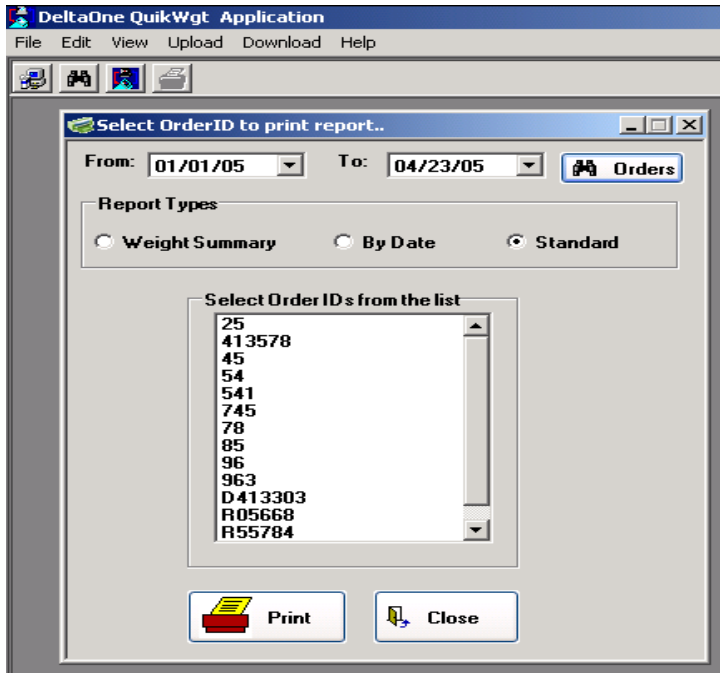 DeltaOne QuikWgt Application
File Edit View Upload Download Help
Select OrderID to print report..
From: 01/01/05 To: 04/23/05 Orders
Report Types
Weight Summary By Date Standard
Select Order IDs from the list
25
413578
45
54
541
745
78
85
96
963
D413303
R05668
R55784
Print Close